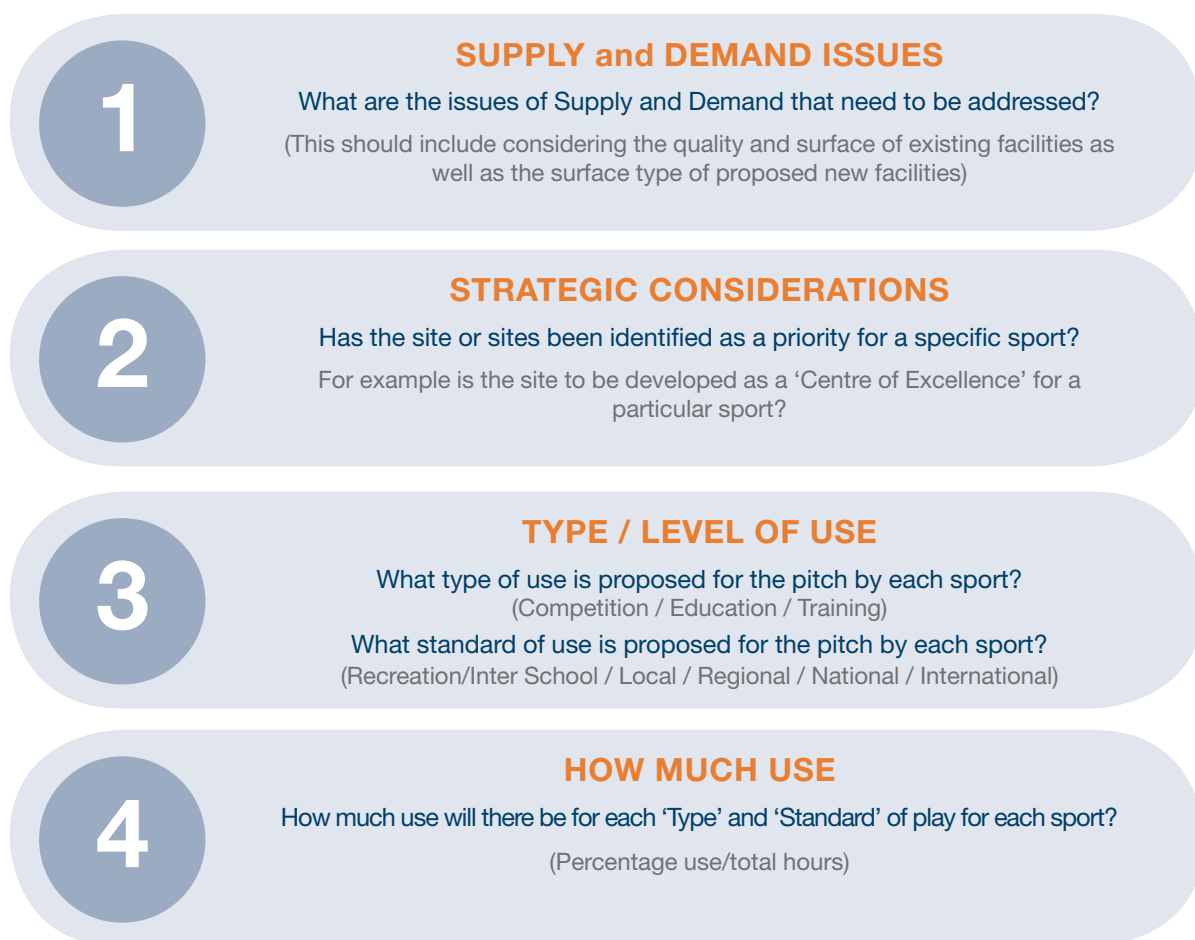 1
SUPPLY and DEMAND ISSUES
What are the issues of Supply and Demand that need to be addressed?
(This should include considering the quality and surface of existing facilities as
well as the surface type of proposed new facilities)
2
STRATEGIC CONSIDERATIONS
Has the site or sites been identified as a priority for a specific sport?
For example is the site to be developed as a ‘Centre of Excellence’ for a
particular sport?
3
TYPE / LEVEL OF USE
What type of use is proposed for the pitch by each sport?
(Competition / Education / Training)
What standard of use is proposed for the pitch by each sport?
(Recreation/Inter School / Local / Regional / National / International)
4
HOW MUCH USE
How much use will there be for each ‘Type’ and ‘Standard’ of play for each sport?
(Percentage use/total hours)